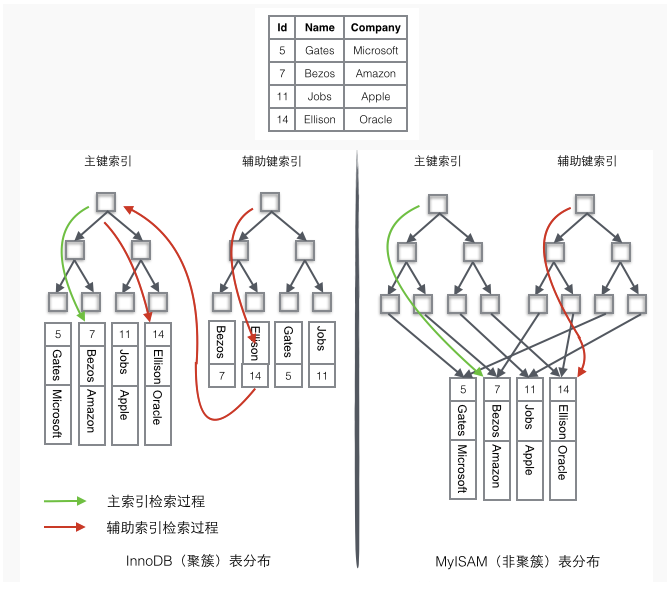 Id Name Company
5 Gates Microsoft
7 Bezos Amazon
11 Jobs Apple
14 Ellison Oracle
主键索引
辅助键索引
5 Gates Microsoft
7 Bezos Amazon
11 Jobs Apple
14 Ellison Oracle
Bezos 7
Ellison 14
Gates 5
Jobs 11
主索引检索过程
辅助索引检索过程
InnoDB（聚簇）表分布
主键索引
辅助键索引
5 Gates Microsoft
7 Bezos Amazon
11 Jobs Apple
14 Ellison Oracle
MyISAM（非聚簇）表分布